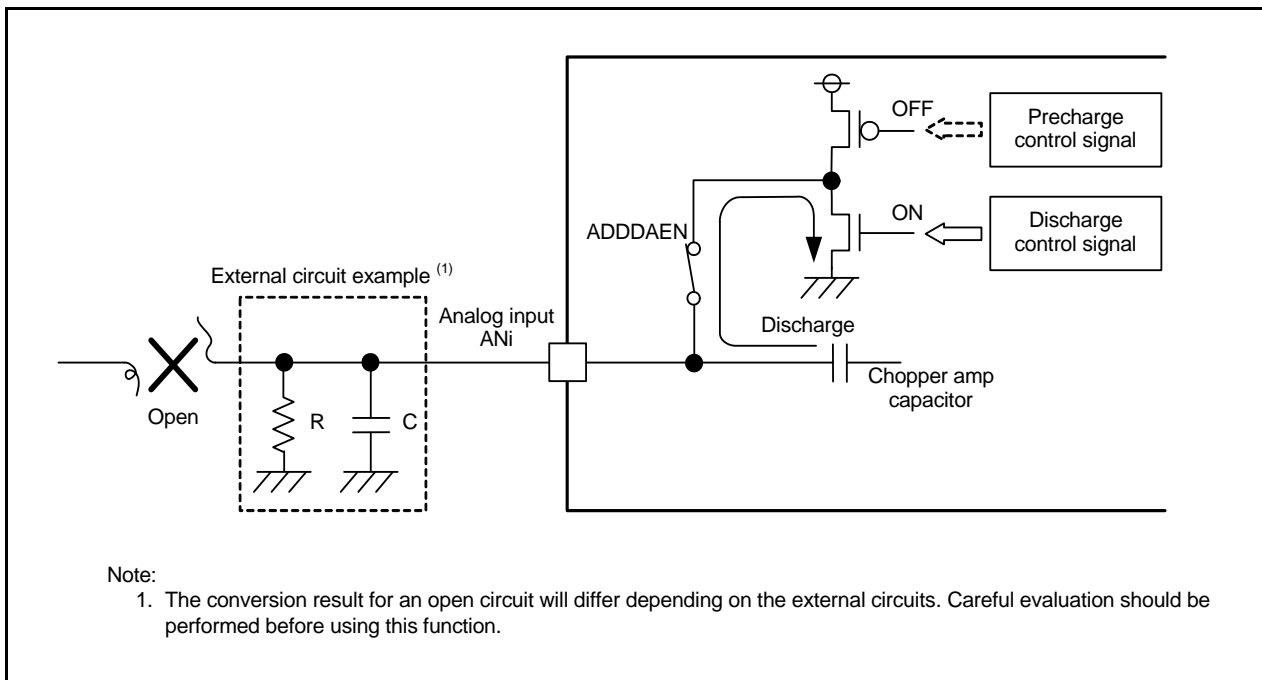 OFF
Precharge
control signal
ON
Discharge
control signal
ADDDAEN
External circuit example (1)
Analog input
ANi
Discharge
Chopper amp
capacitor
Open
R
C
Note:
1. The conversion result for an open circuit will differ depending on the external circuits. Careful evaluation should be
performed before using this function.